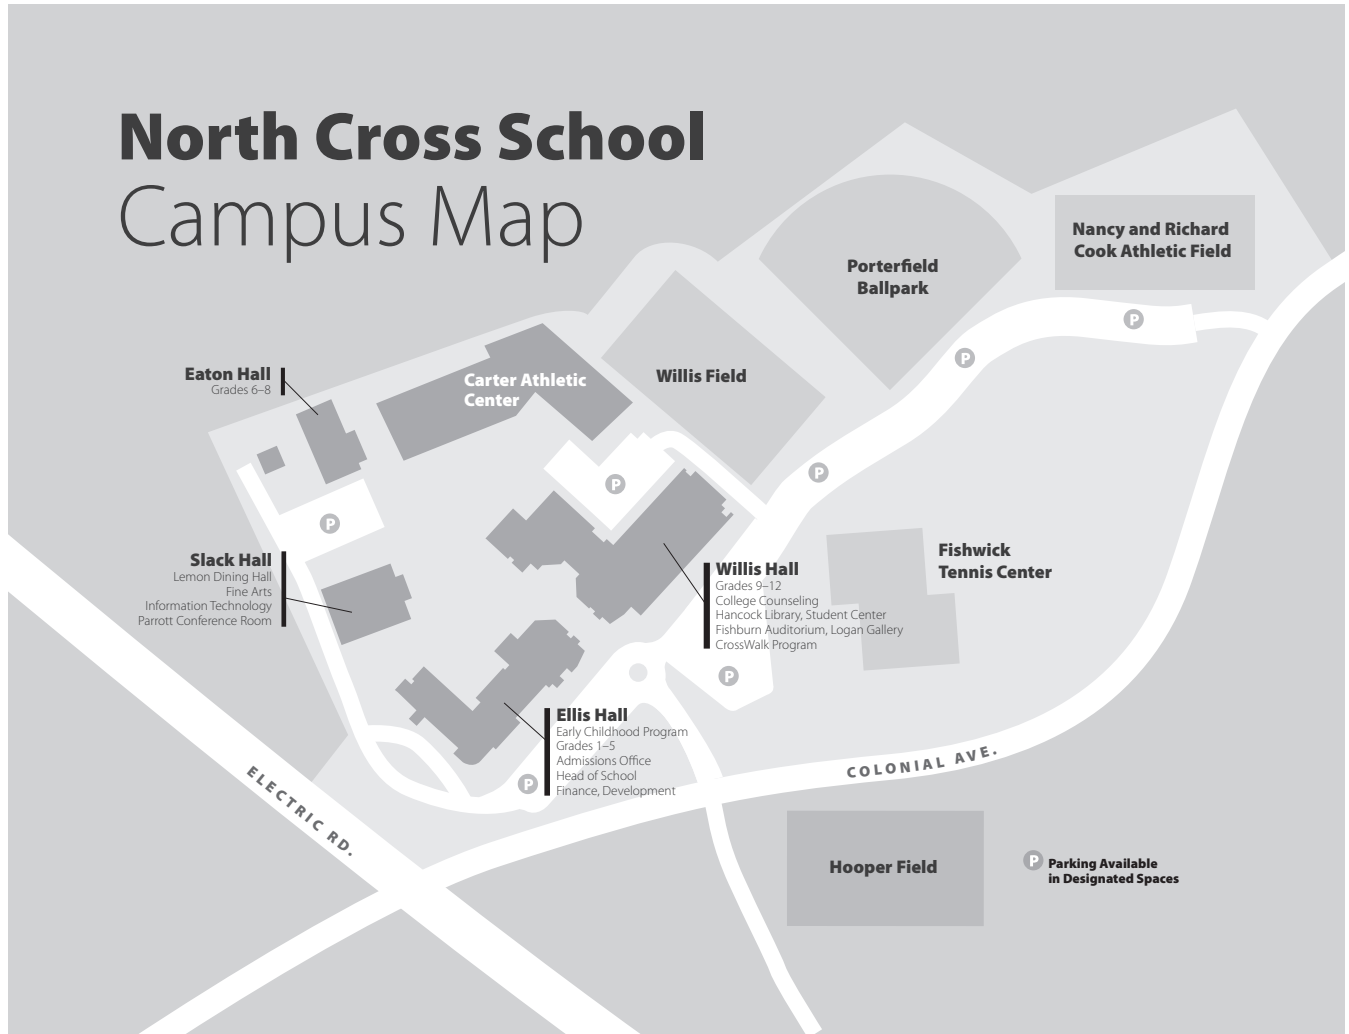 North Cross School
Campus Map
Nancy and Richard
Cook Athletic Field
Porterfield
Ballpark
P
P
Eaton Hall
Grades 6–8
Carter Athletic
Center
Willis Field
P
P
P
Slack Hall
Lemon Dining Hall
Fine Arts
Information Technology
Parrott Conference Room
Fishwick
Tennis Center
Willis Hall
Grades 9–12
College Counseling
Hancock Library, Student Center
Fishburn Auditorium, Logan Gallery
CrossWalk Program
P
Ellis Hall
Early Childhood Program
Grades 1–5
Admissions Office
Head of School
Finance, Development
P
COLONIAL AVE.
ELECTRIC RD.
Hooper Field
P Parking Available
in Designated Spaces